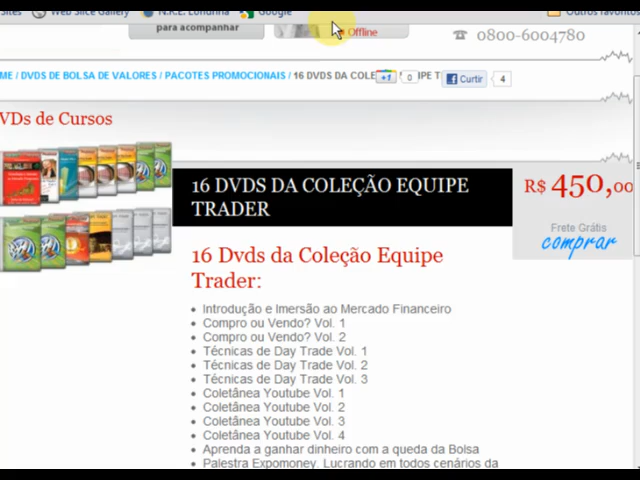 Sites Web Slice Gallery N.R.E. Londrina Google Outros favoritos
para acompanhar
Offline
0800-6004780
ME / DVDS DE BOLSA DE VALORES / PACOTES PROMOCIONAIS / 16 DVDS DA COLE
IPE T
+1 0 Curtir 4
VDs de Cursos
16 DVDS DA COLEÇÃO EQUIPE
TRADER
R$ 450,00
Frete Grátis
comprar
16 Dvds da Coleção Equipe
Trader:
Introdução e Imersão ao Mercado Financeiro
Compro ou Vendo? Vol. 1
Compro ou Vendo? Vol. 2
Técnicas de Day Trade Vol. 1
Técnicas de Day Trade Vol. 2
Técnicas de Day Trade Vol. 3
Coletânea Youtube Vol. 1
Coletânea Youtube Vol. 2
Coletânea Youtube Vol. 3
Coletânea Youtube Vol. 4
Aprenda a ganhar dinheiro com a queda da Bolsa
Palestra Expomoney. Lucrando em todos cenários da